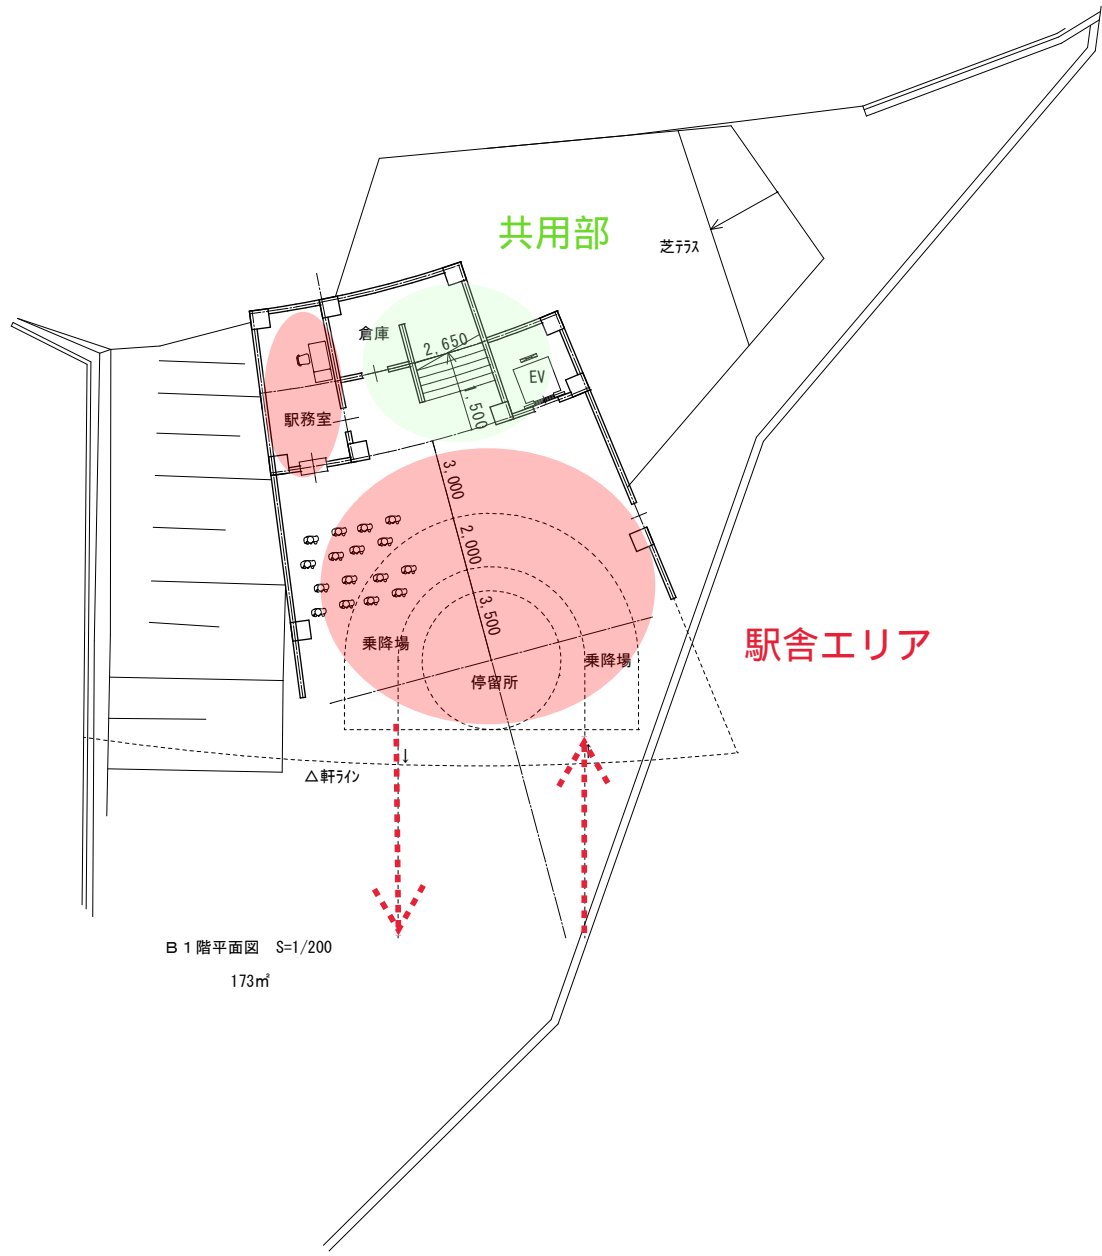 共用部
芝テラス
倉庫
2,650
EV
1,500
駅務室
3,000
2,000
3,500
乗降場
駅舎エリア
乗降場
停留所
△軒ライン
B1階平面図 S=1/200
173㎡